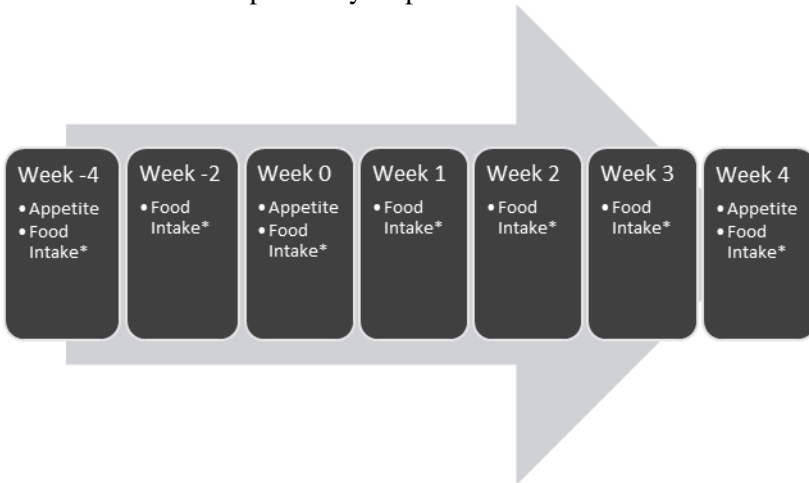 Week -4
• Appetite
• Food
Intake*
Week -2
• Food
Intake*
Week 0
• Appetite
• Food
Intake*
Week 1
• Food
Intake*
Week 2
• Food
Intake*
Week 3
• Food
Intake*
Week 4
• Appetite
• Food
Intake*